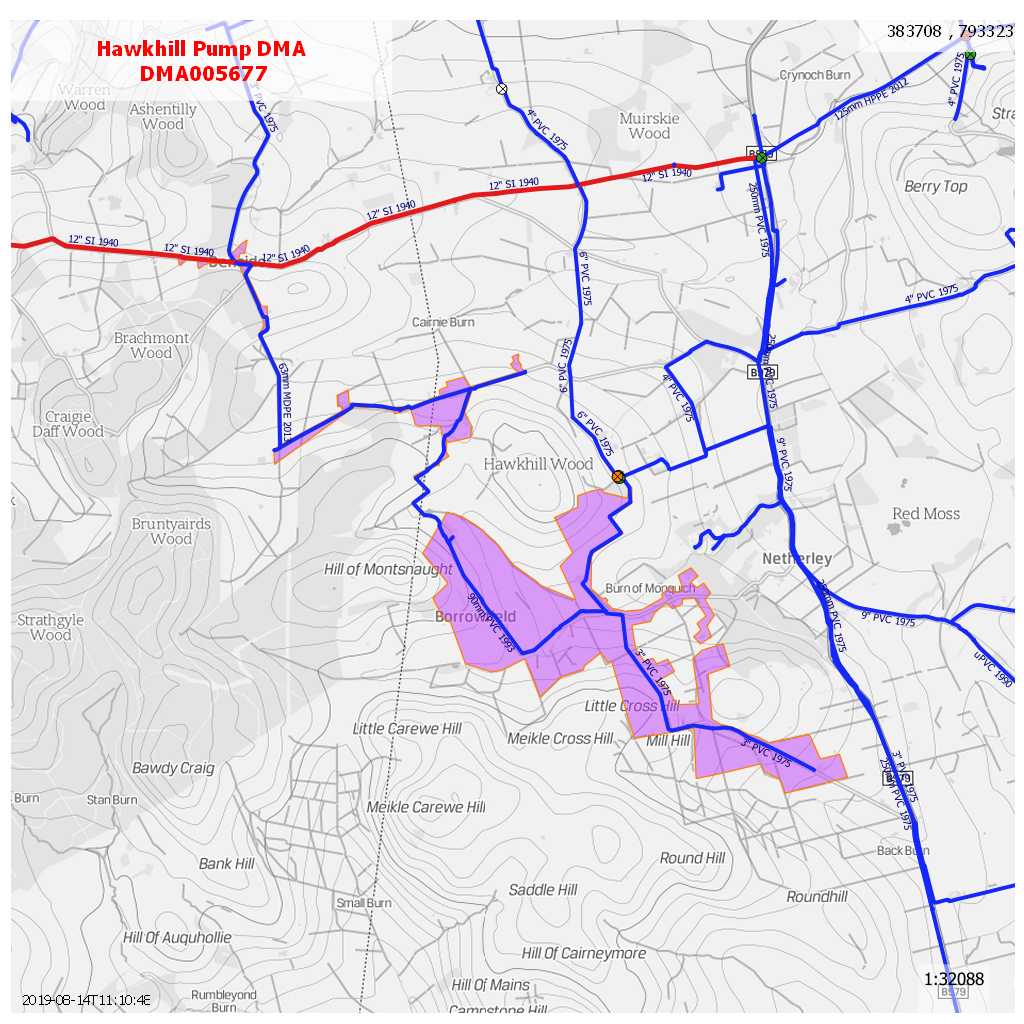 383708 , 793323
Hawkhill Pump DMA
DMA005677
Warren
Wood
Ashentilly
Wood
3" PVC 1975
4" PVC 1975
Muirskie
Wood
Crynoch Burn
125mm HPPE 2012
4" PVC 1975
Berry Top
12" SI 1940
12" SI 1940
12" SI 1940
12" SI 1940
12" SI 1940
12" SI 1940
250mm PVC 1975
6" PVC 1975
4" PVC 1975
Cairnie Burn
Brachmont
Wood
63mm MDPE 2013
6" PVC 1975
B979
4" PVC 1975
Craigie
Daff Wood
6" PVC 1975
Hawkhill Wood
9" PVC 1975
Bruntyairds
Wood
Red Moss
Netherley
Hill of Montsnaught
Burn of Monquich
Strathgyle
Wood
Borrowfield
90mm PVC 1993
250mm PVC 1975
9" PVC 1975
uPVC 1990
3" PVC 1975
Little Cross Hill
Little Carewe Hill
Meikle Cross Hill
Mill Hill
3" PVC 1975
Bawdy Craig
3" PVC 1975
250mm PVC 1975
Burn
Stan Burn
Meikle Carewe Hill
Back Burn
Bank Hill
Round Hill
Saddle Hill
Roundhill
Small Burn
Hill Of Auquhollie
Hill Of Cairneymore
1:32088
B979
Hill Of Mains
2019-08-14T11:10:4E
Rumbleyond
Burn
Campstone Hill